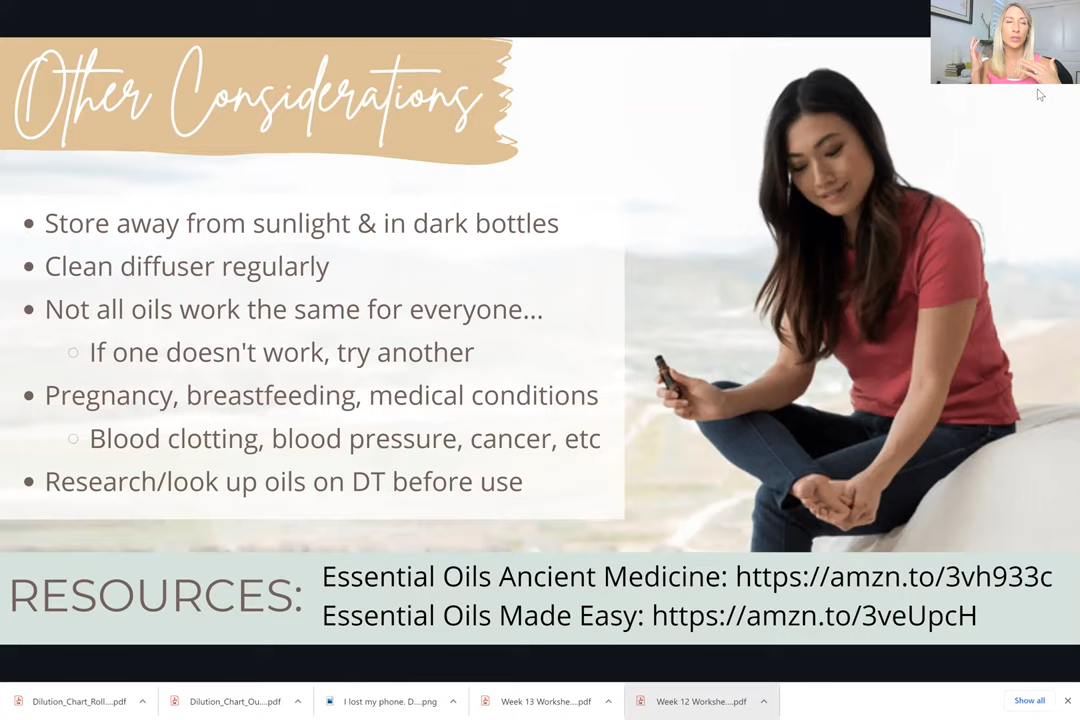 Other Considerations
• Store away from sunlight & in dark bottles
• Clean diffuser regularly
• Not all oils work the same for everyone...
○ If one doesn't work, try another
• Pregnancy, breastfeeding, medical conditions
○ Blood clotting, blood pressure, cancer, etc
• Research/look up oils on DT before use
RESOURCES:
Essential Oils Ancient Medicine: https://amzn.to/3vh933c
Essential Oils Made Easy: https://amzn.to/3veUpcH
Dilution_Chart_Roll....pdf
Dilution_Chart_Ou....pdf
I lost my phone. D....png
Week 13 Workshe....pdf
Week 12 Workshe....pdf
Show all